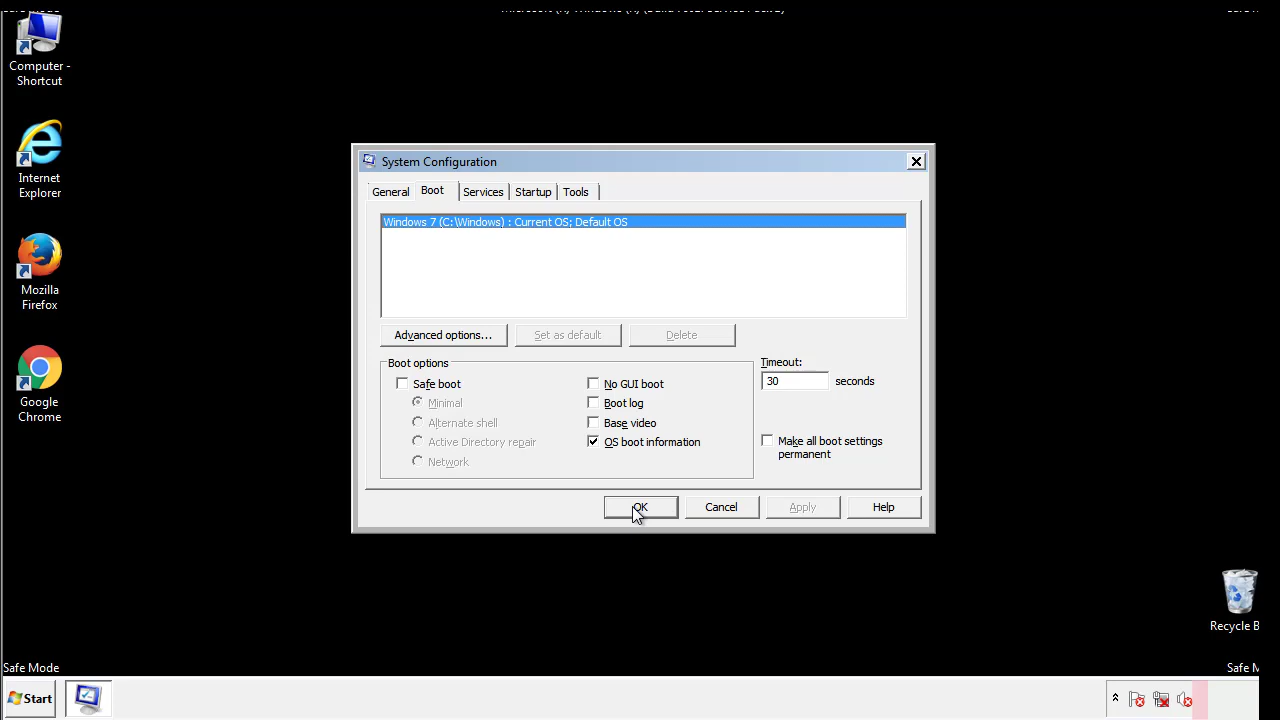 Computer -
Shortcut
Internet
Explorer
Mozilla
Firefox
Google
Chrome
System Configuration
General
Boot
Services
Startup
Tools
Windows 7 (C:\Windows) : Current OS; Default OS
Advanced options...
Set as default
Delete
Boot options
Safe boot
Minimal
Alternate shell
Active Directory repair
Network
No GUI boot
Boot log
Base video
OS boot information
Timeout:
30 seconds
Make all boot settings
permanent
OK
Cancel
Apply
Help
Recycle B
Safe Mode
Safe M
Start